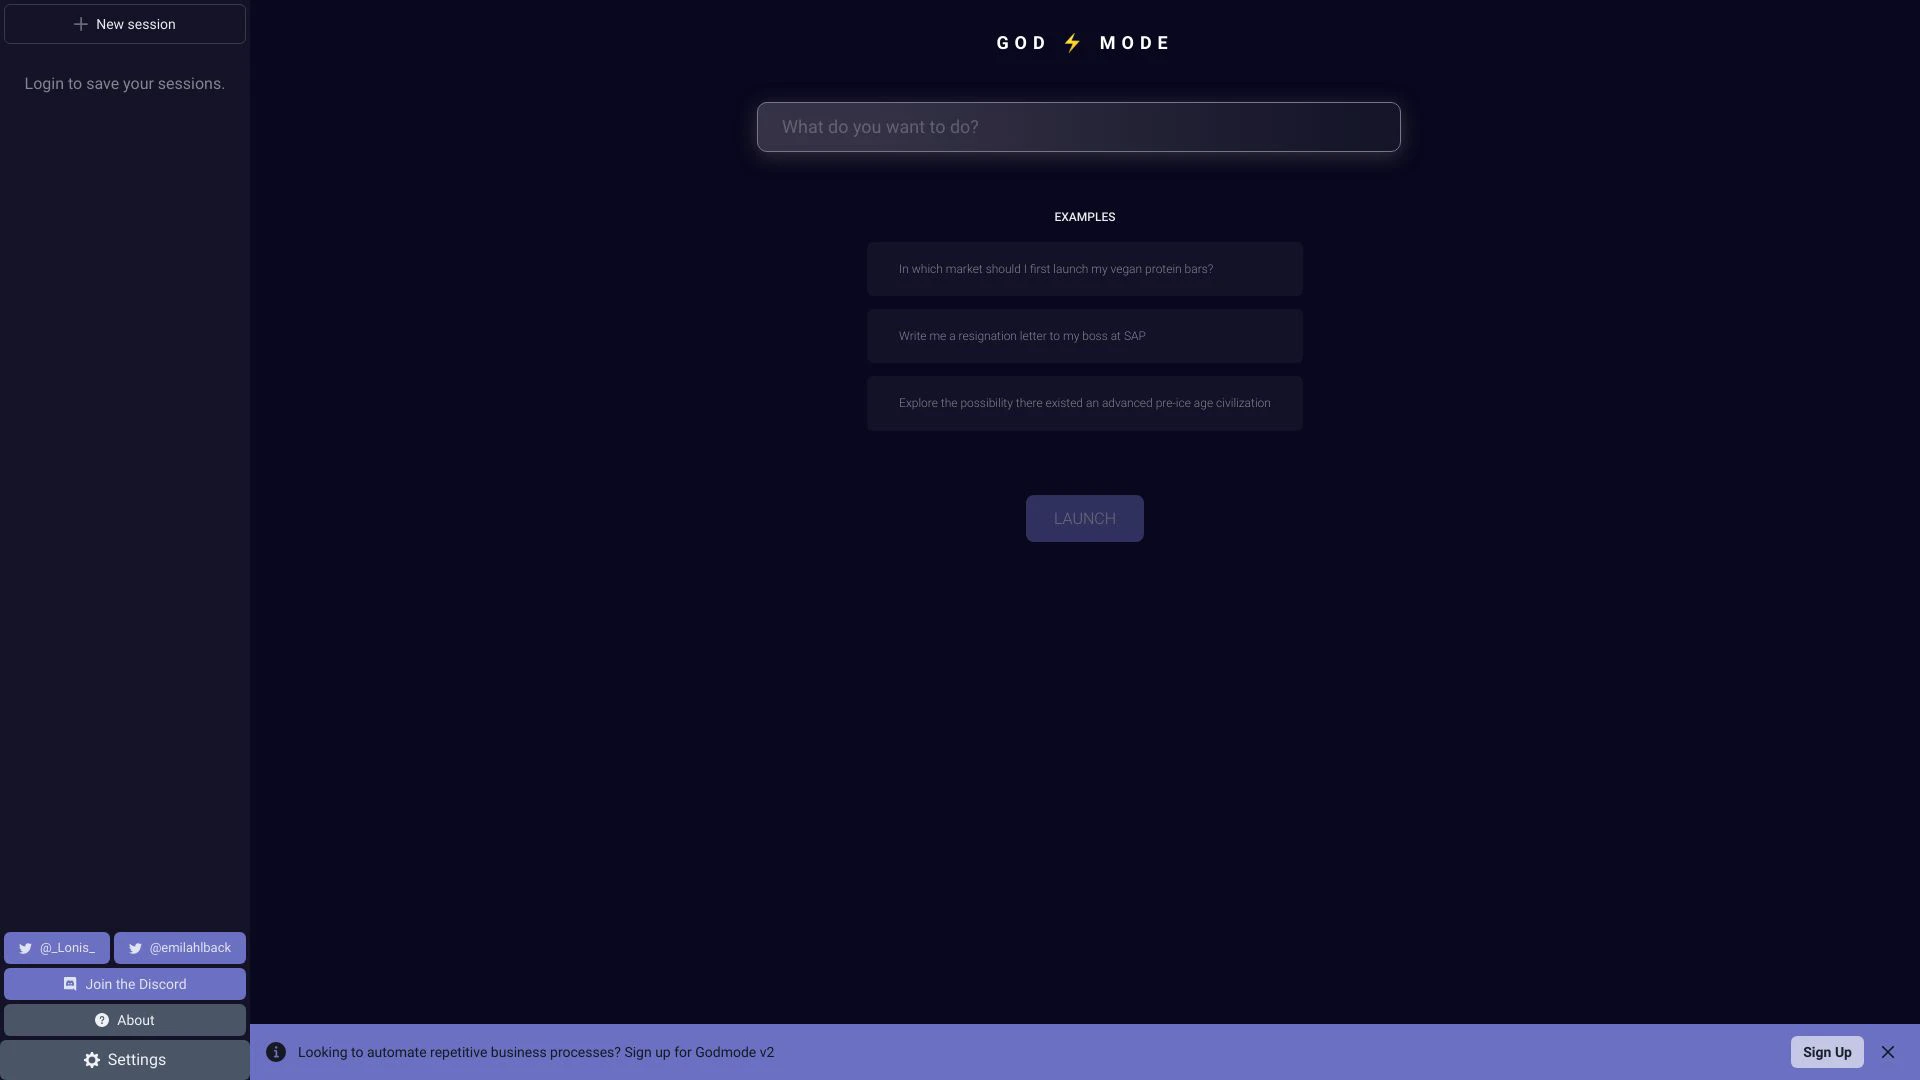 New session
Login to save your sessions.
@_Lonis_
@emilahlback
Join the Discord
About
Settings
GOD ⚡ MODE
What do you want to do?
EXAMPLES
In which market should I first launch my vegan protein bars?
Write me a resignation letter to my boss at SAP
Explore the possibility there existed an advanced pre-ice age civilization
LAUNCH
Looking to automate repetitive business processes? Sign up for Godmode v2
Sign Up